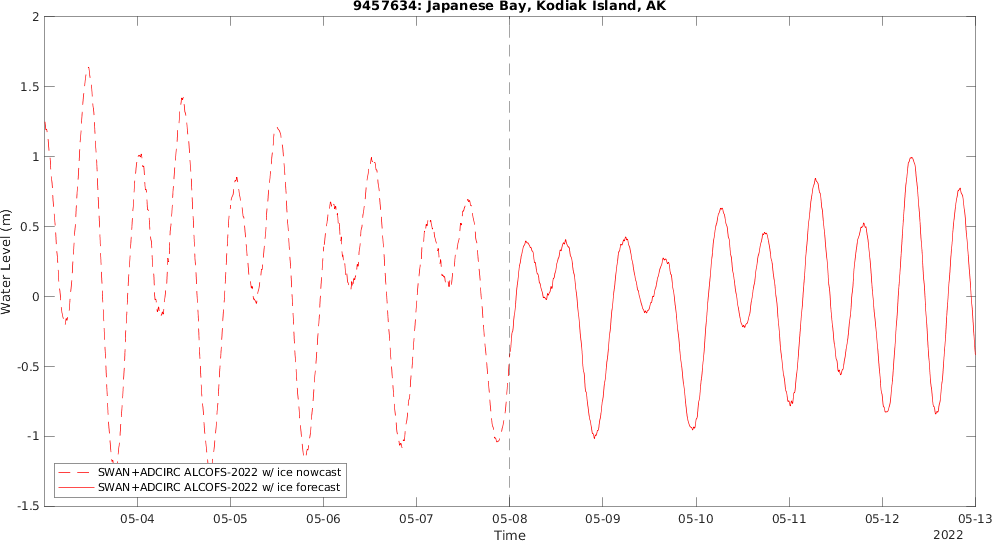 9457634: Japanese Bay, Kodiak Island, AK
Water Level (m)
2
1.5
1
0.5
0
-0.5
-1
-1.5
SWAN+ADCIRC ALCOFS-2022 w/ ice nowcast
SWAN+ADCIRC ALCOFS-2022 w/ ice forecast
05-04 05-05 05-06 05-07 05-08 05-09 05-10 05-11 05-12 05-13
Time
2022